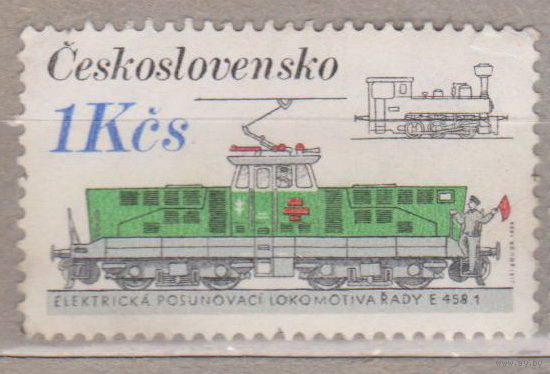 Československo
1Kčs
ELEKTRICKÁ POSUNOVACÍ LOKOMOTIVA ŘADY E 458.1